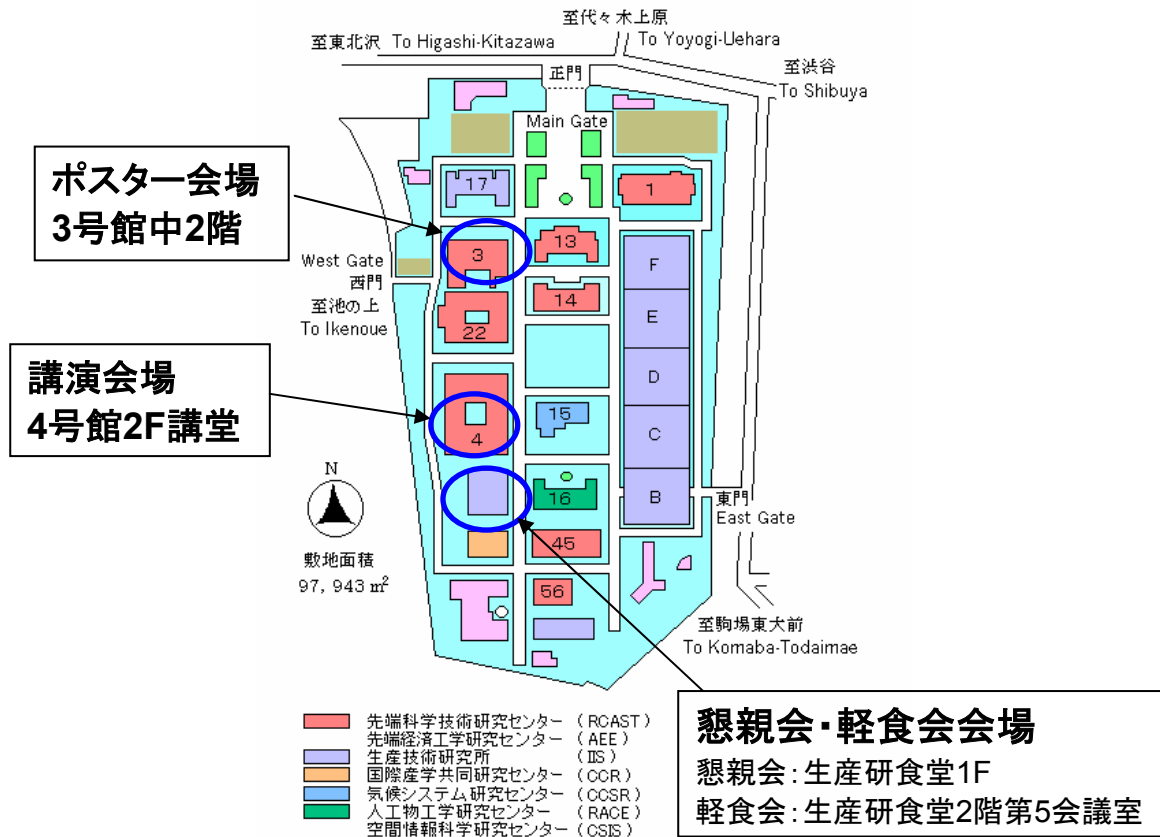 至代々木上原
至東北沢 To Higashi-Kitazawa
To Yoyogi-Uehara
正門
至渋谷
To Shibuya
Main Gate
ポスター会場
3号館中2階
17
1
3
13
F
West Gate
西門
14
至池の上
To Ikenoue
22
E
講演会場
4号館2F講堂
D
15
4
C
N
16
B
東門
East Gate
敷地面積
97, 943 m²
45
56
至駒場東大前
To Komaba-Todaimae
先端科学技術研究センター (RCAST)
先端経済工学研究センター (AEE)
生産技術研究所 (IIS)
国際産学共同研究センター (CCR)
気候システム研究センター (CCSR)
人工物工学研究センター (RACE)
空間情報科学研究センター (CSIS)
懇親会・軽食会会場
懇親会：生産研食堂1F
軽食会：生産研食堂2階第5会議室